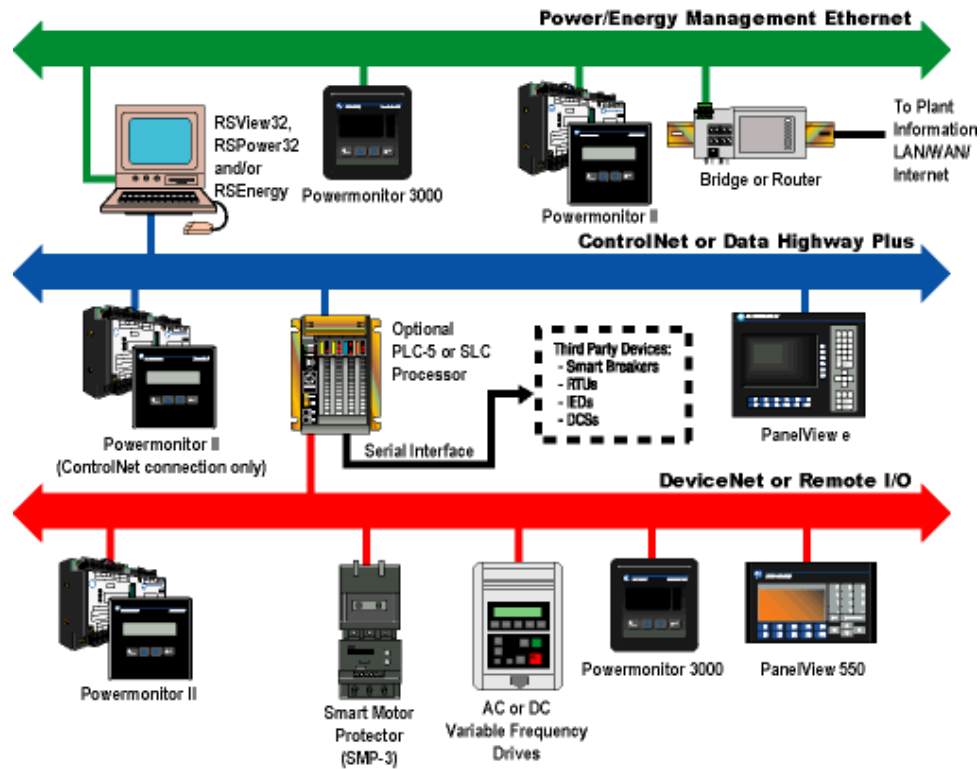 Power/Energy Management Ethernet
RSView32,
RSPower32
and/or
RSEnergy
Powermonitor 3000
Powermonitor II
Bridge or Router
To Plant
Information
LAN/WAN/
Internet
ControlNet or Data Highway Plus
Powermonitor II
(ControlNet connection only)
Optional
PLC-5 or SLC
Processor
Serial Interface
Third Party Devices:
- Smart Breakers
- RTUs
- IEDs
- DCSs
PanelView e
DeviceNet or Remote I/O
Powermonitor II
Smart Motor
Protector
(SMP-3)
AC or DC
Variable Frequency
Drives
Powermonitor 3000
PanelView 550